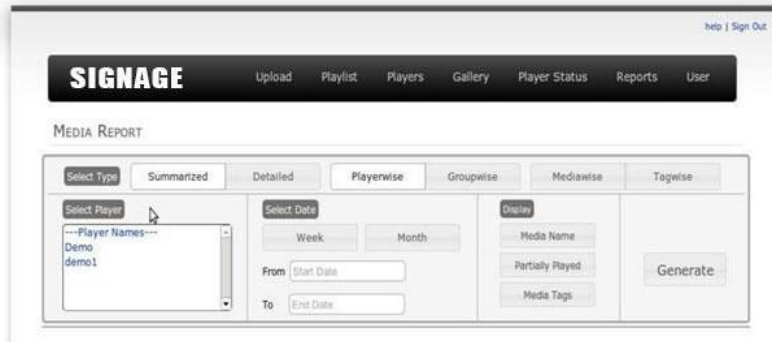 help | Sign Out
SIGNAGE Upload Playlist Players Gallery Player Status Reports User
MEDIA REPORT
Select Type Summarized Detailed Playerwise Groupwise Mediawise Tagwise
Select Player Select Date Display
---Player Names---
Demo
demo1
Week Month
From Start Date
To End Date
Media Name
Partially Played
Media Tags
Generate